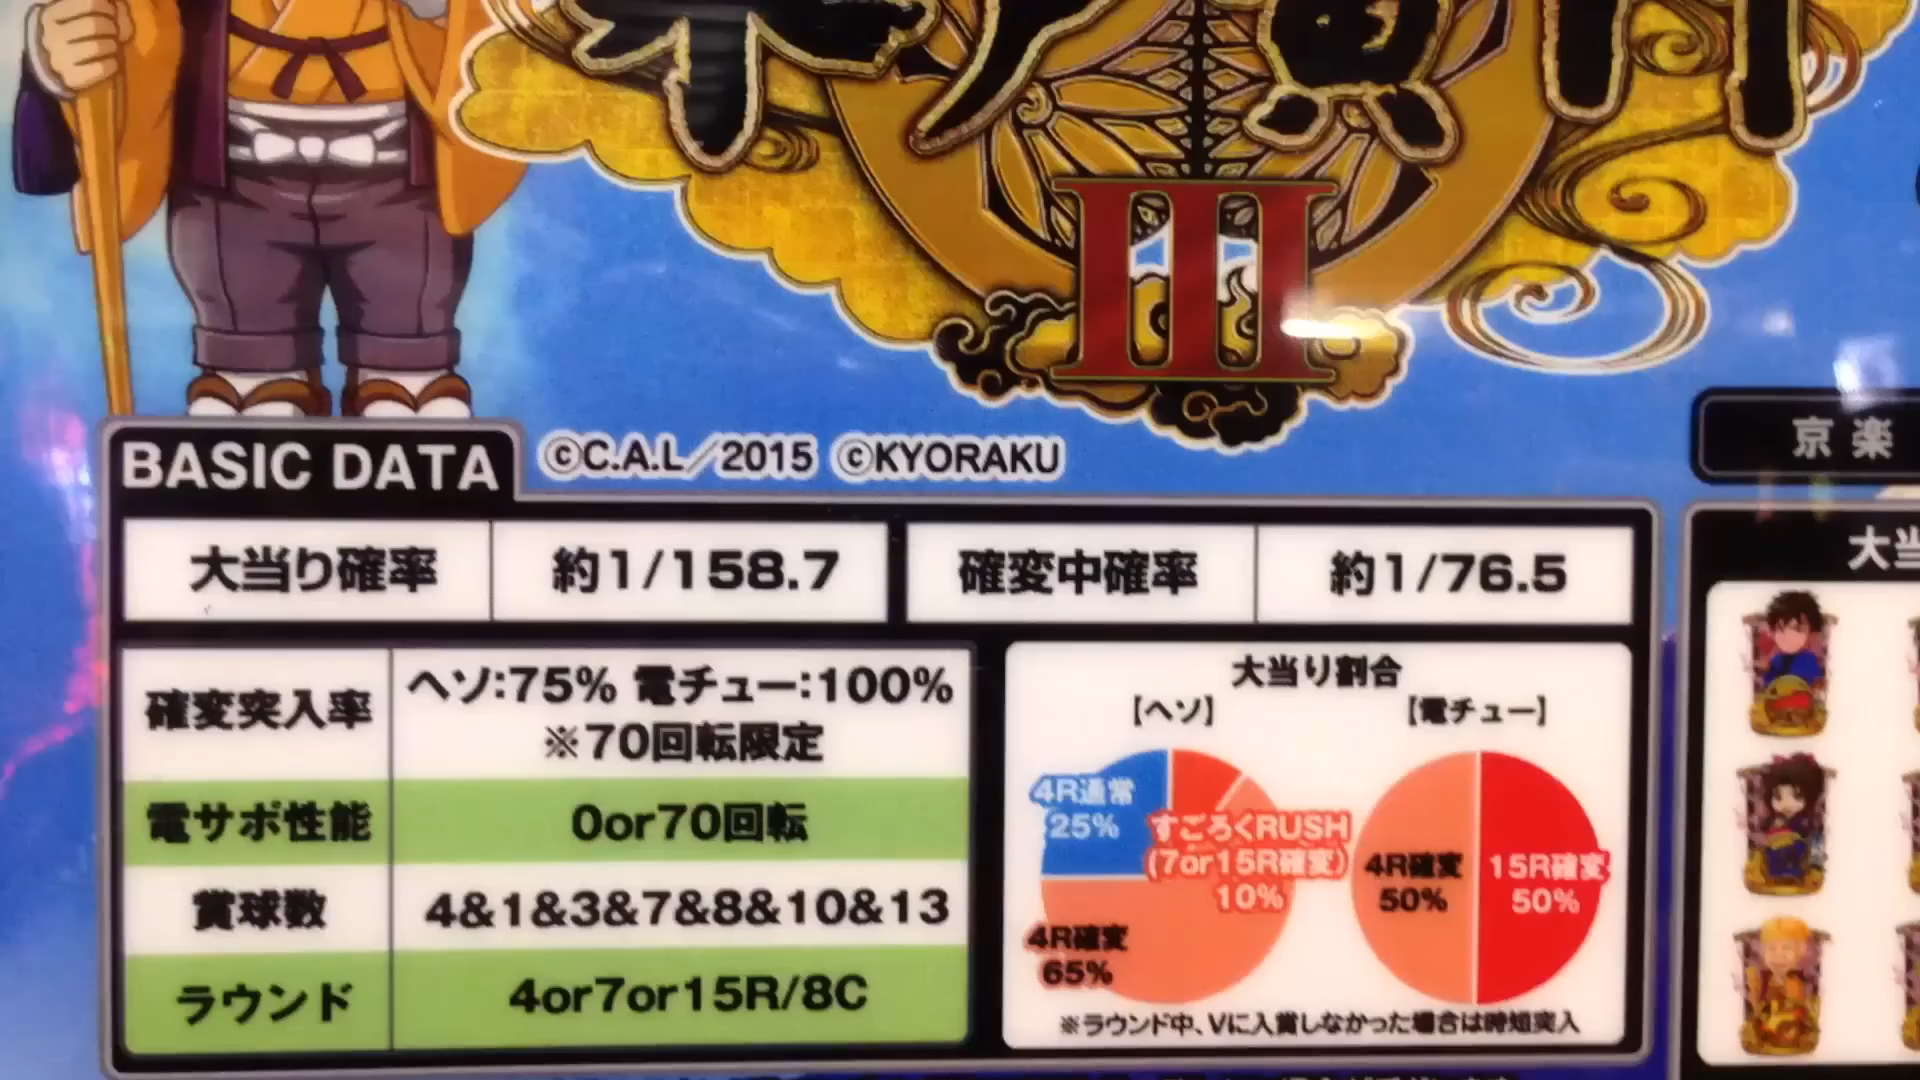 黄門
III
BASIC DATA
©C.A.L／2015 ©KYORAKU
京楽
大当り確率
約1/158.7
確変中確率
約1/76.5
確変突入率
ヘソ:75% 電チュー:100%
※70回転限定
電サポ性能
0or70回転
賞球数
4&1&3&7&8&10&13
ラウンド
4or7or15R/8C
大当り割合
【ヘソ】
4R通常
25%
すごろくRUSH
(7or15R確変)
10%
4R確変
65%
【電チュー】
4R確変
50%
15R確変
50%
※ラウンド中、Vに入賞しなかった場合は時短突入
大当